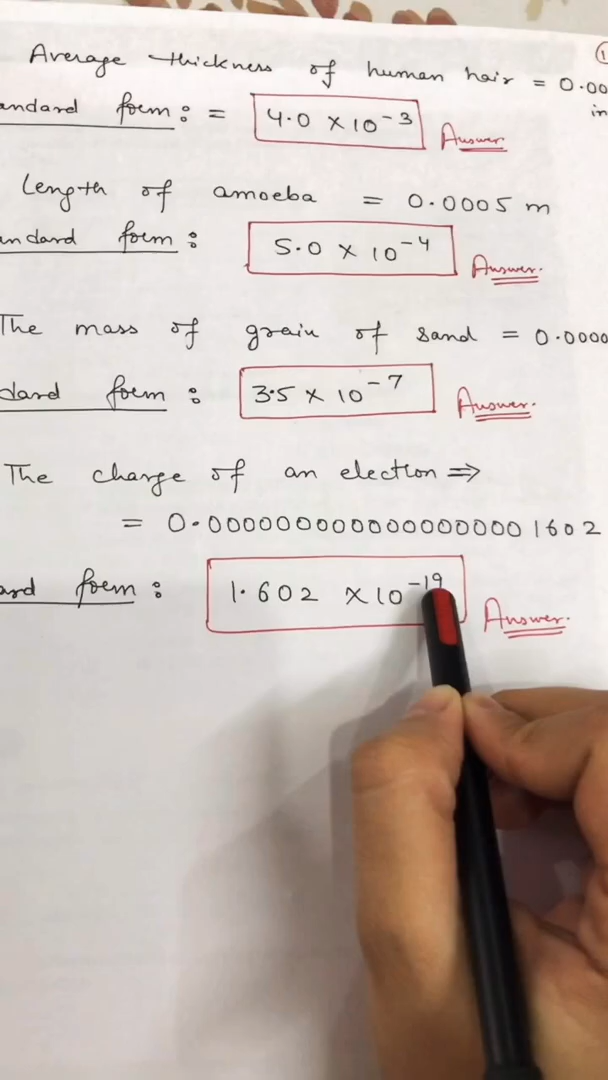 Average thickness of human hair = 0.00
in
andard form : = 4.0 × 10⁻³ Answer
Length of amoeba = 0.0005 m
andard form : 5.0 × 10⁻⁴ Answer.
The mass of grain of sand = 0.0000
dard form : 3.5 × 10⁻⁷ Answer.
The charge of an election ⇒
= 0.0000000000000000001602
ard form : 1.602 × 10⁻¹⁹ Answer.